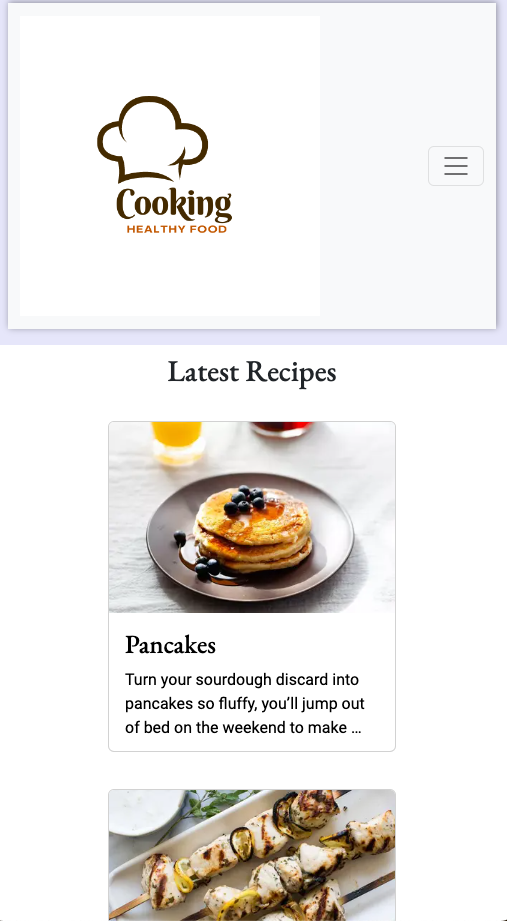 Cooking
HEALTHY FOOD
Latest Recipes
Pancakes
Turn your sourdough discard into
pancakes so fluffy, you’ll jump out
of bed on the weekend to make ...